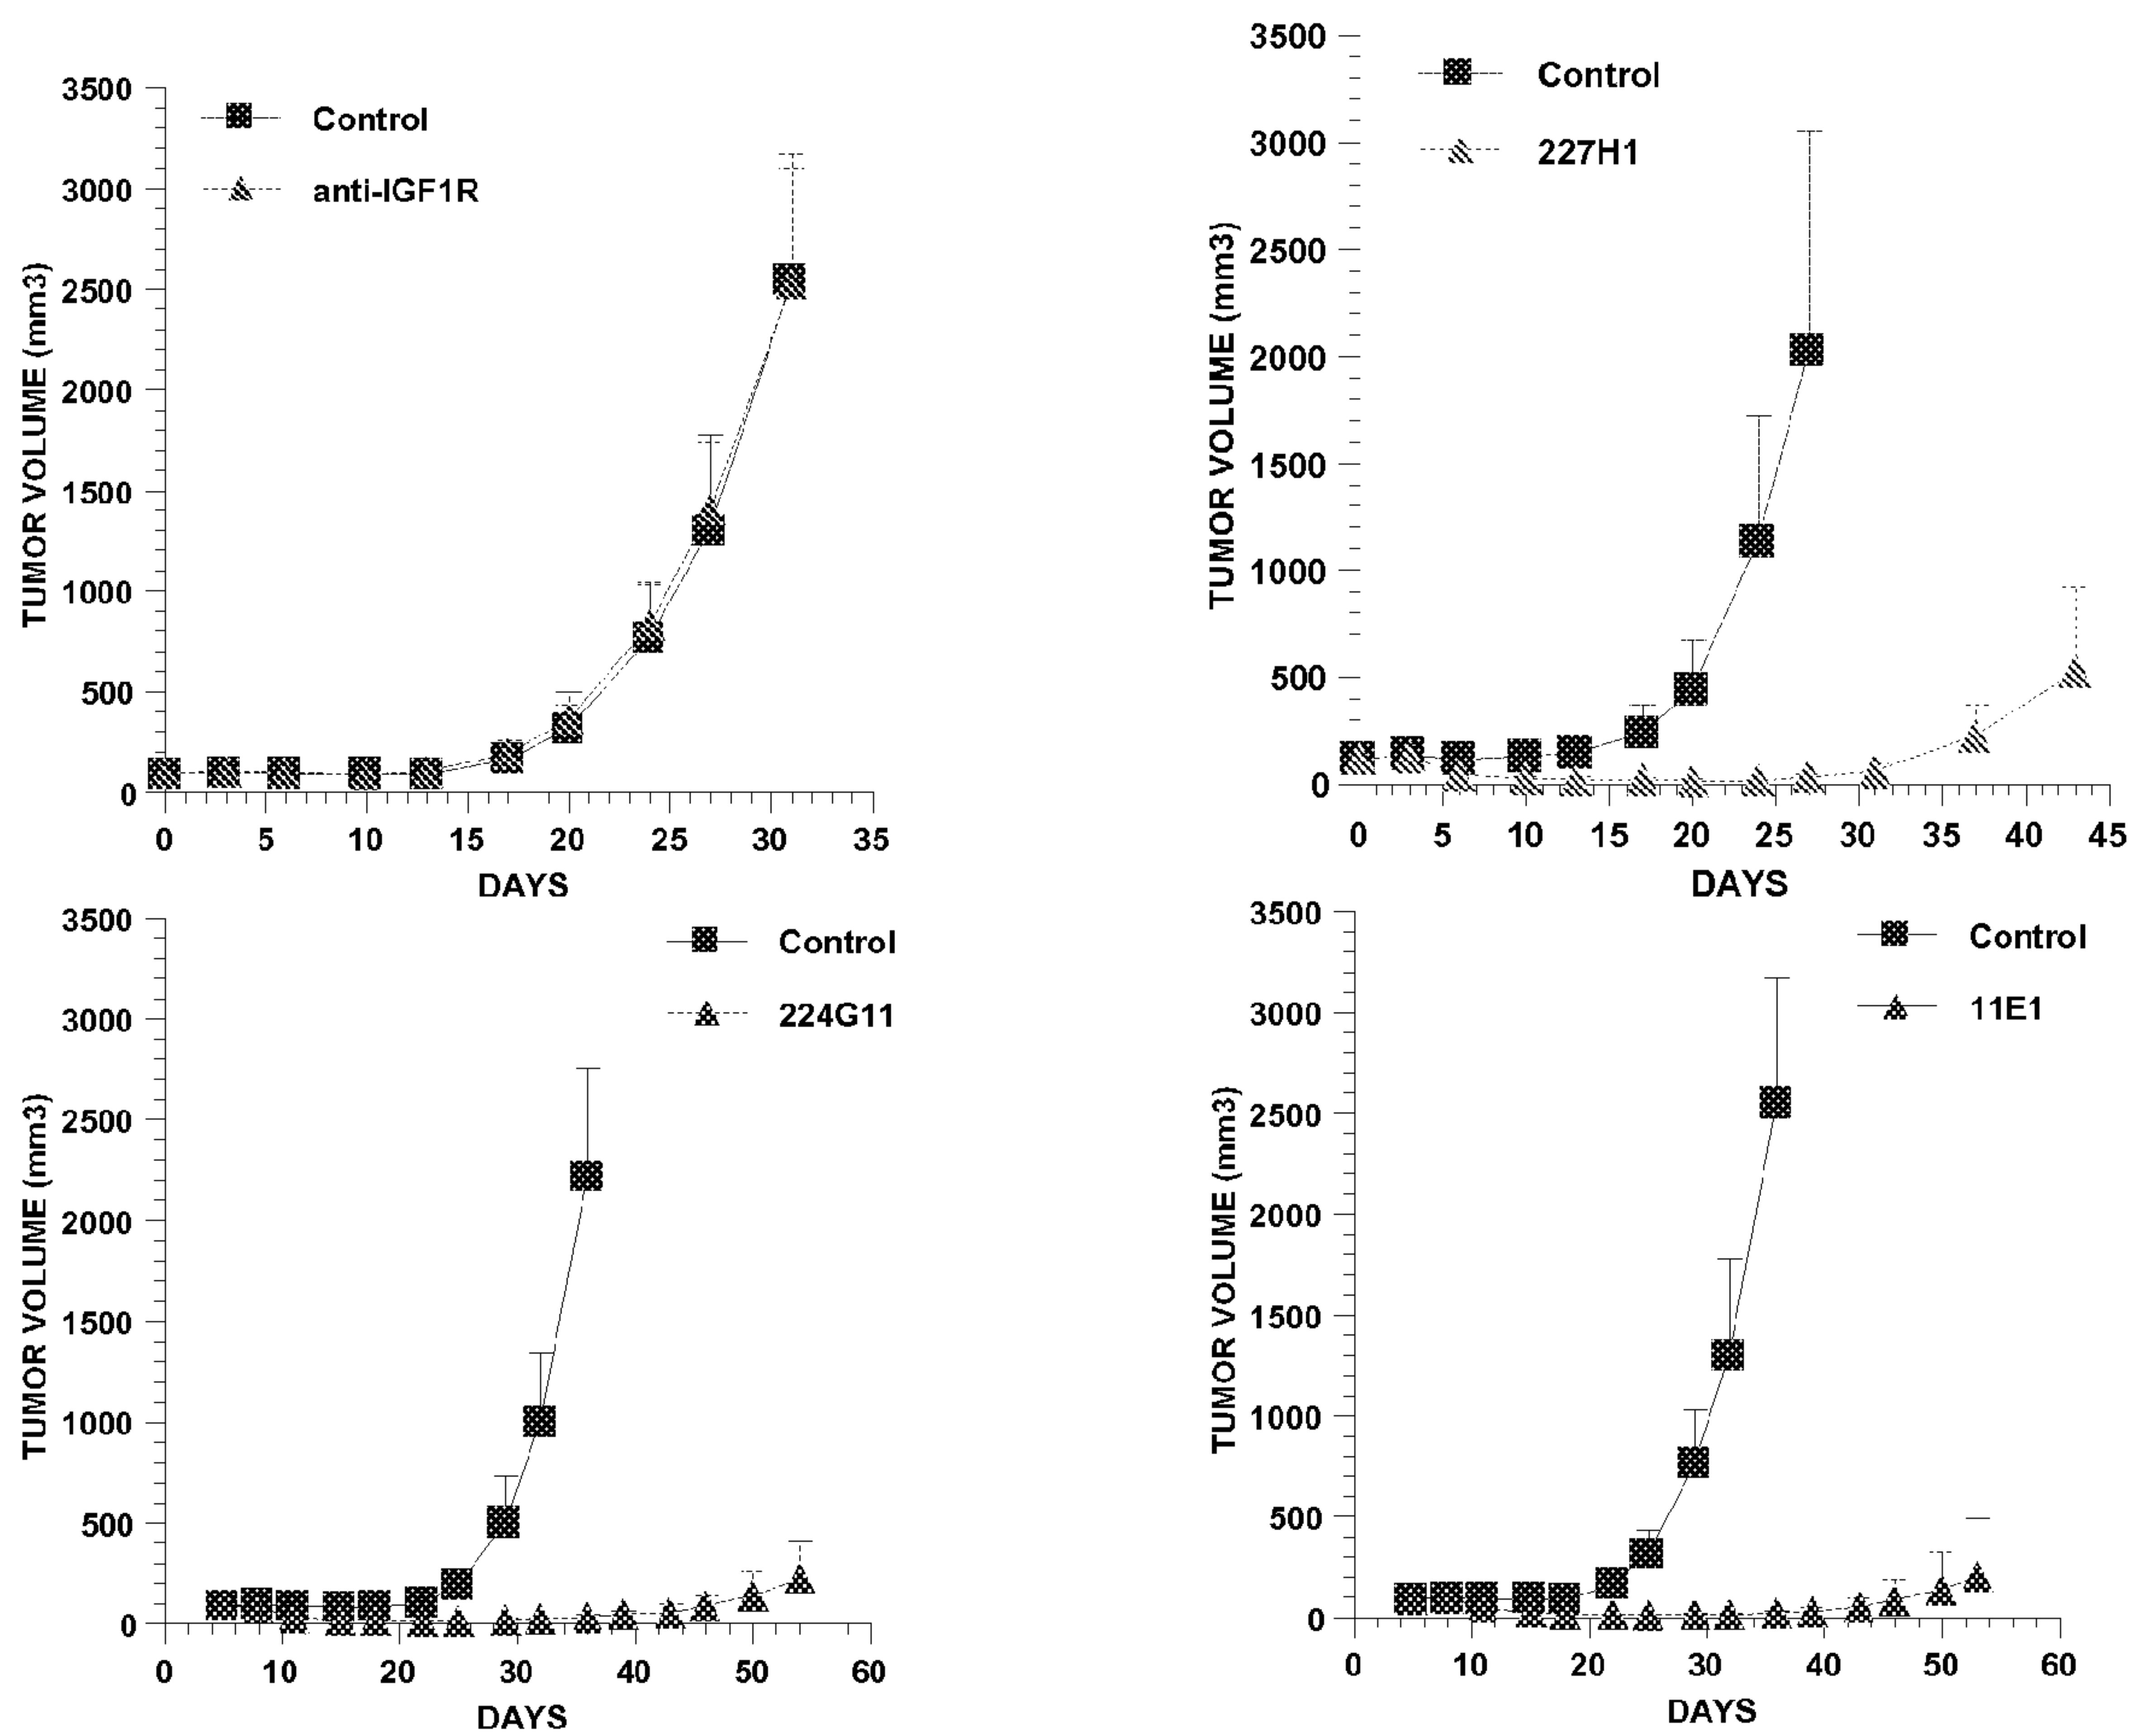 3500
3000
2500
2000
1500
1000
500
0
TUMOR VOLUME (mm3)
Control
anti-IGF1R
0 5 10 15 20 25 30 35
DAYS
3500
3000
2500
2000
1500
1000
500
0
TUMOR VOLUME (mm3)
Control
227H1
0 5 10 15 20 25 30 35 40 45
DAYS
3500
3000
2500
2000
1500
1000
500
0
TUMOR VOLUME (mm3)
Control
224G11
0 10 20 30 40 50 60
DAYS
3500
3000
2500
2000
1500
1000
500
0
TUMOR VOLUME (mm3)
Control
11E1
0 10 20 30 40 50 60
DAYS